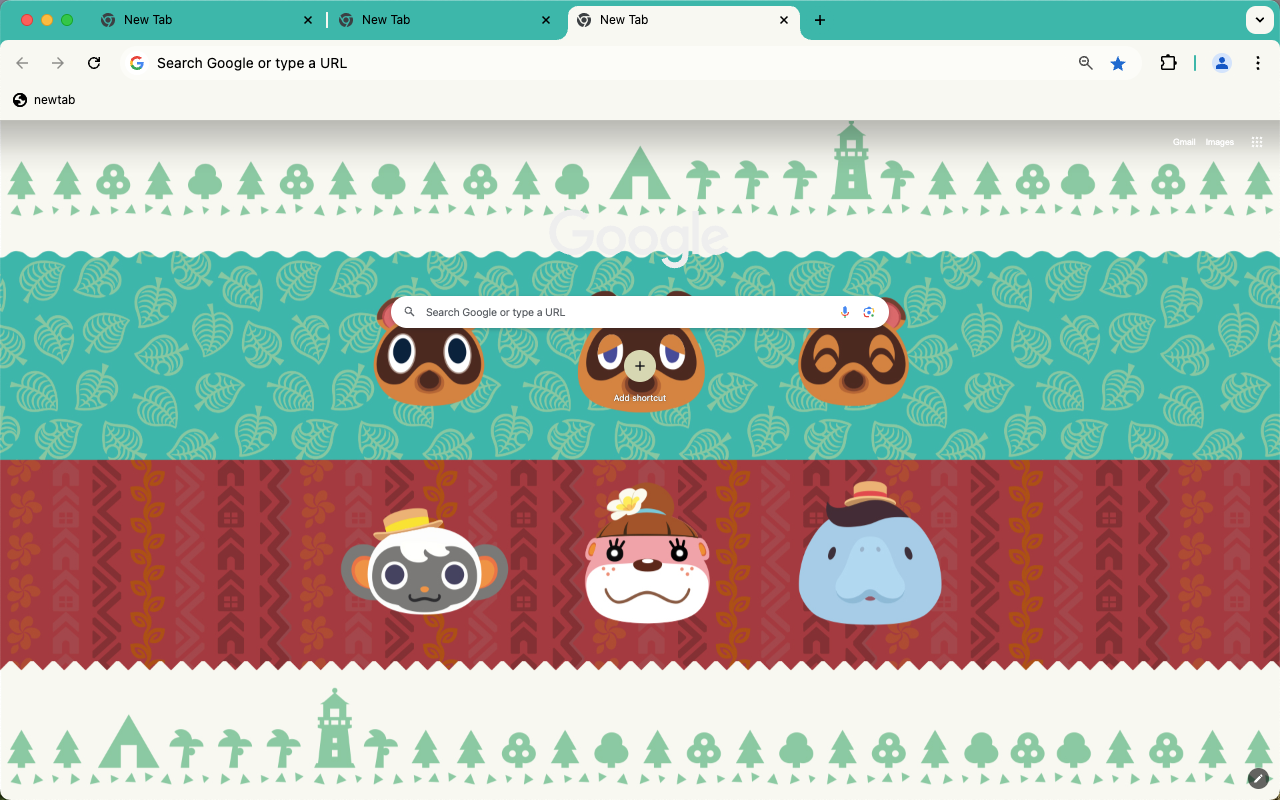 New Tab
New Tab
New Tab
Search Google or type a URL
newtab
Gmail Images
Google
Search Google or type a URL
Add shortcut